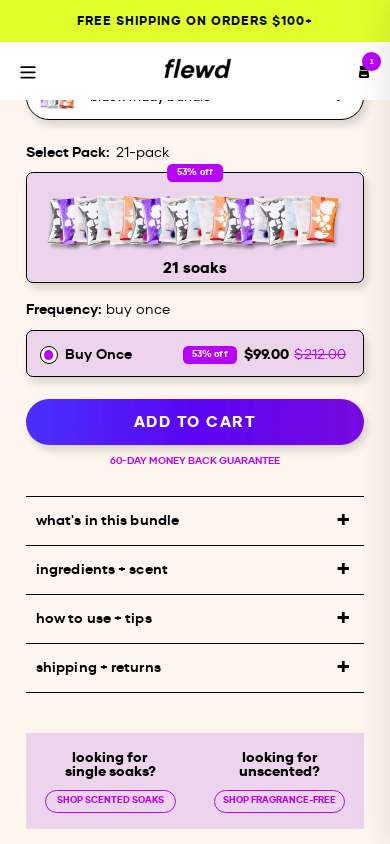 FREE SHIPPING ON ORDERS $100+
flewd
1
Select Pack: 21-pack
53% off
21 soaks
Frequency: buy once
Buy Once 53% off $99.00 $212.00
ADD TO CART
60-DAY MONEY BACK GUARANTEE
what's in this bundle
ingredients + scent
how to use + tips
shipping + returns
looking for
single soaks?
SHOP SCENTED SOAKS
looking for
unscented?
SHOP FRAGRANCE-FREE